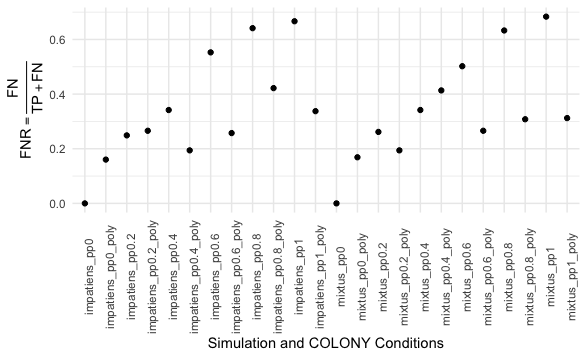 FNR = FN / TP + FN
0.6
0.4
0.2
0.0
impatiens_pp0
impatiens_pp0_poly
impatiens_pp0.2
impatiens_pp0.2_poly
impatiens_pp0.4
impatiens_pp0.4_poly
impatiens_pp0.6
impatiens_pp0.6_poly
impatiens_pp0.8
impatiens_pp0.8_poly
impatiens_pp1
impatiens_pp1_poly
mixtus_pp0
mixtus_pp0_poly
mixtus_pp0.2
mixtus_pp0.2_poly
mixtus_pp0.4
mixtus_pp0.4_poly
mixtus_pp0.6
mixtus_pp0.6_poly
mixtus_pp0.8
mixtus_pp0.8_poly
mixtus_pp1
mixtus_pp1_poly
Simulation and COLONY Conditions